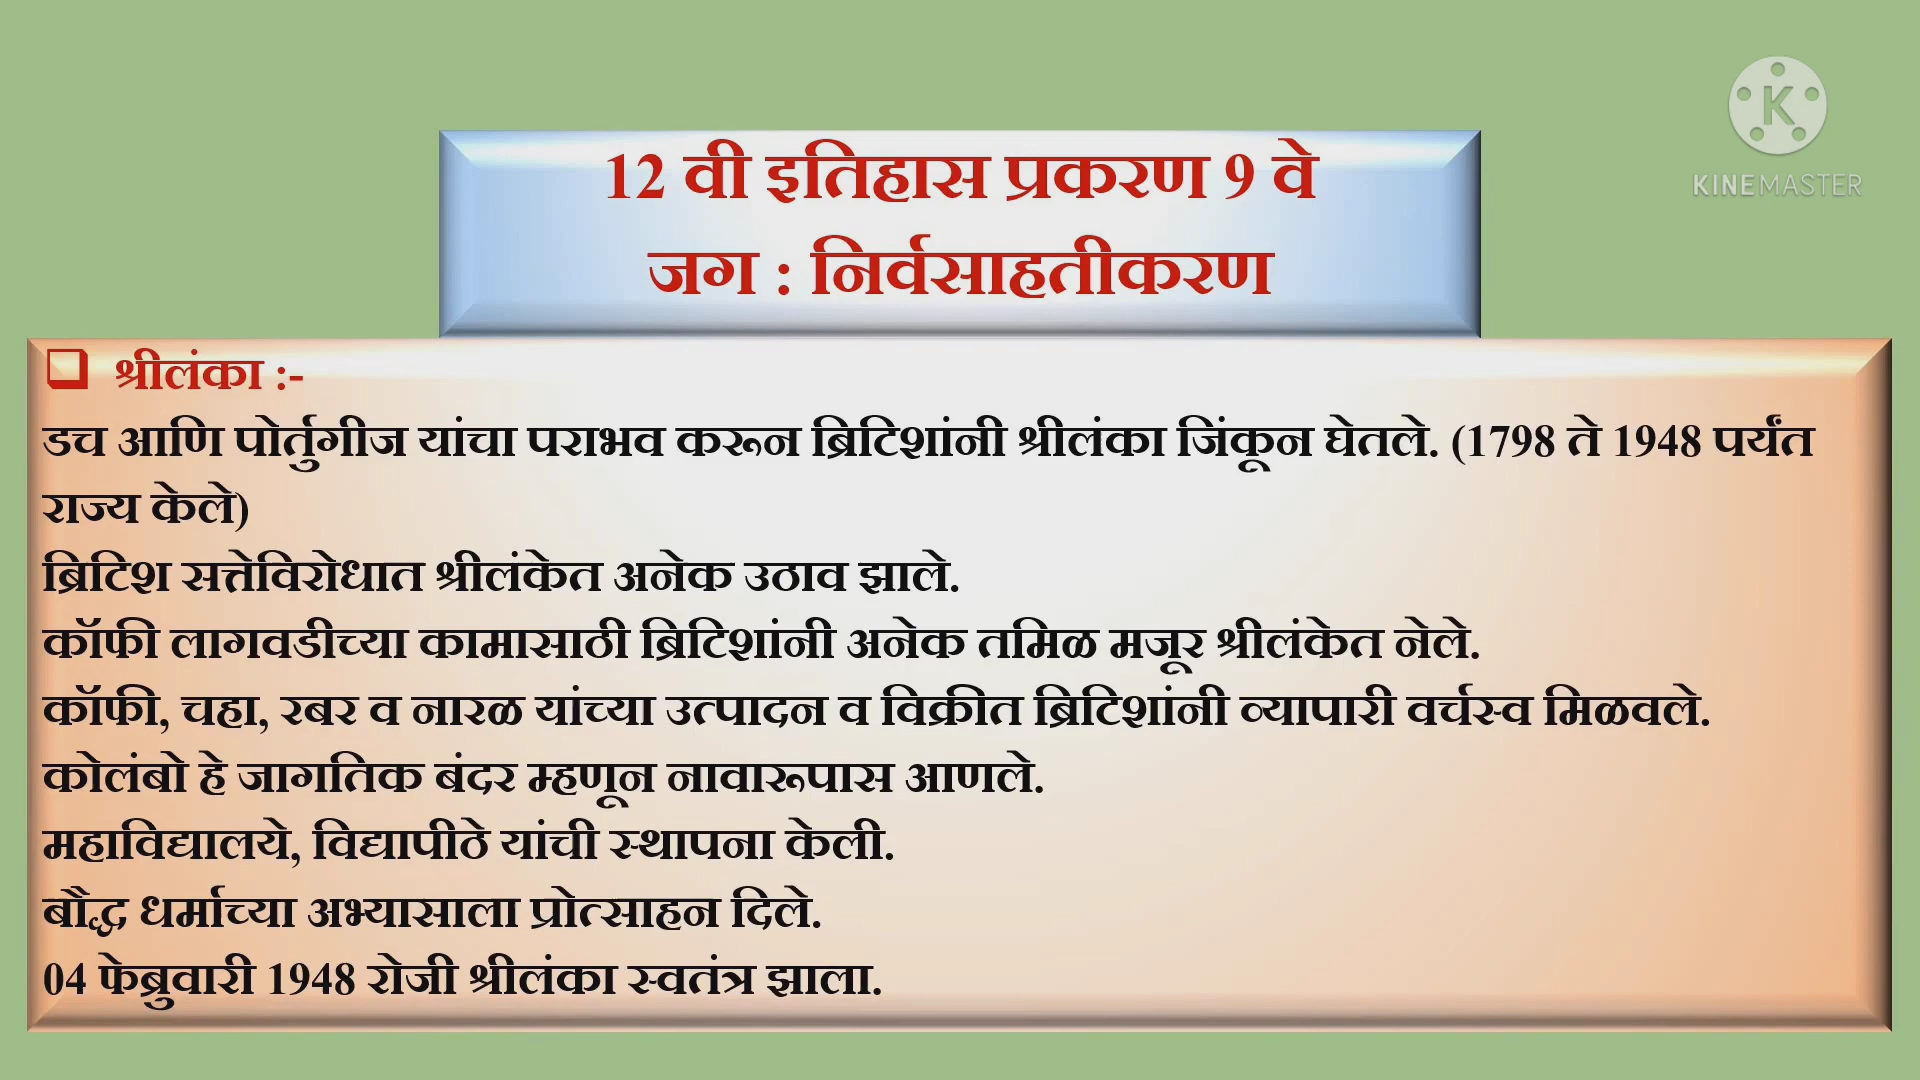 K
KINEMASTER
12 वी इतिहास प्रकरण 9 वे
जग : निर्वसाहतीकरण
श्रीलंका :-
डच आणि पोर्तुगीज यांचा पराभव करून ब्रिटिशांनी श्रीलंका जिंकून घेतले. (1798 ते 1948 पर्यंत
राज्य केले)
ब्रिटिश सत्तेविरोधात श्रीलंकेत अनेक उठाव झाले.
कॉफी लागवडीच्या कामासाठी ब्रिटिशांनी अनेक तमिळ मजूर श्रीलंकेत नेले.
कॉफी, चहा, रबर व नारळ यांच्या उत्पादन व विक्रीत ब्रिटिशांनी व्यापारी वर्चस्व मिळवले.
कोलंबो हे जागतिक बंदर म्हणून नावारूपास आणले.
महाविद्यालये, विद्यापीठे यांची स्थापना केली.
बौद्ध धर्माच्या अभ्यासाला प्रोत्साहन दिले.
04 फेब्रुवारी 1948 रोजी श्रीलंका स्वतंत्र झाला.